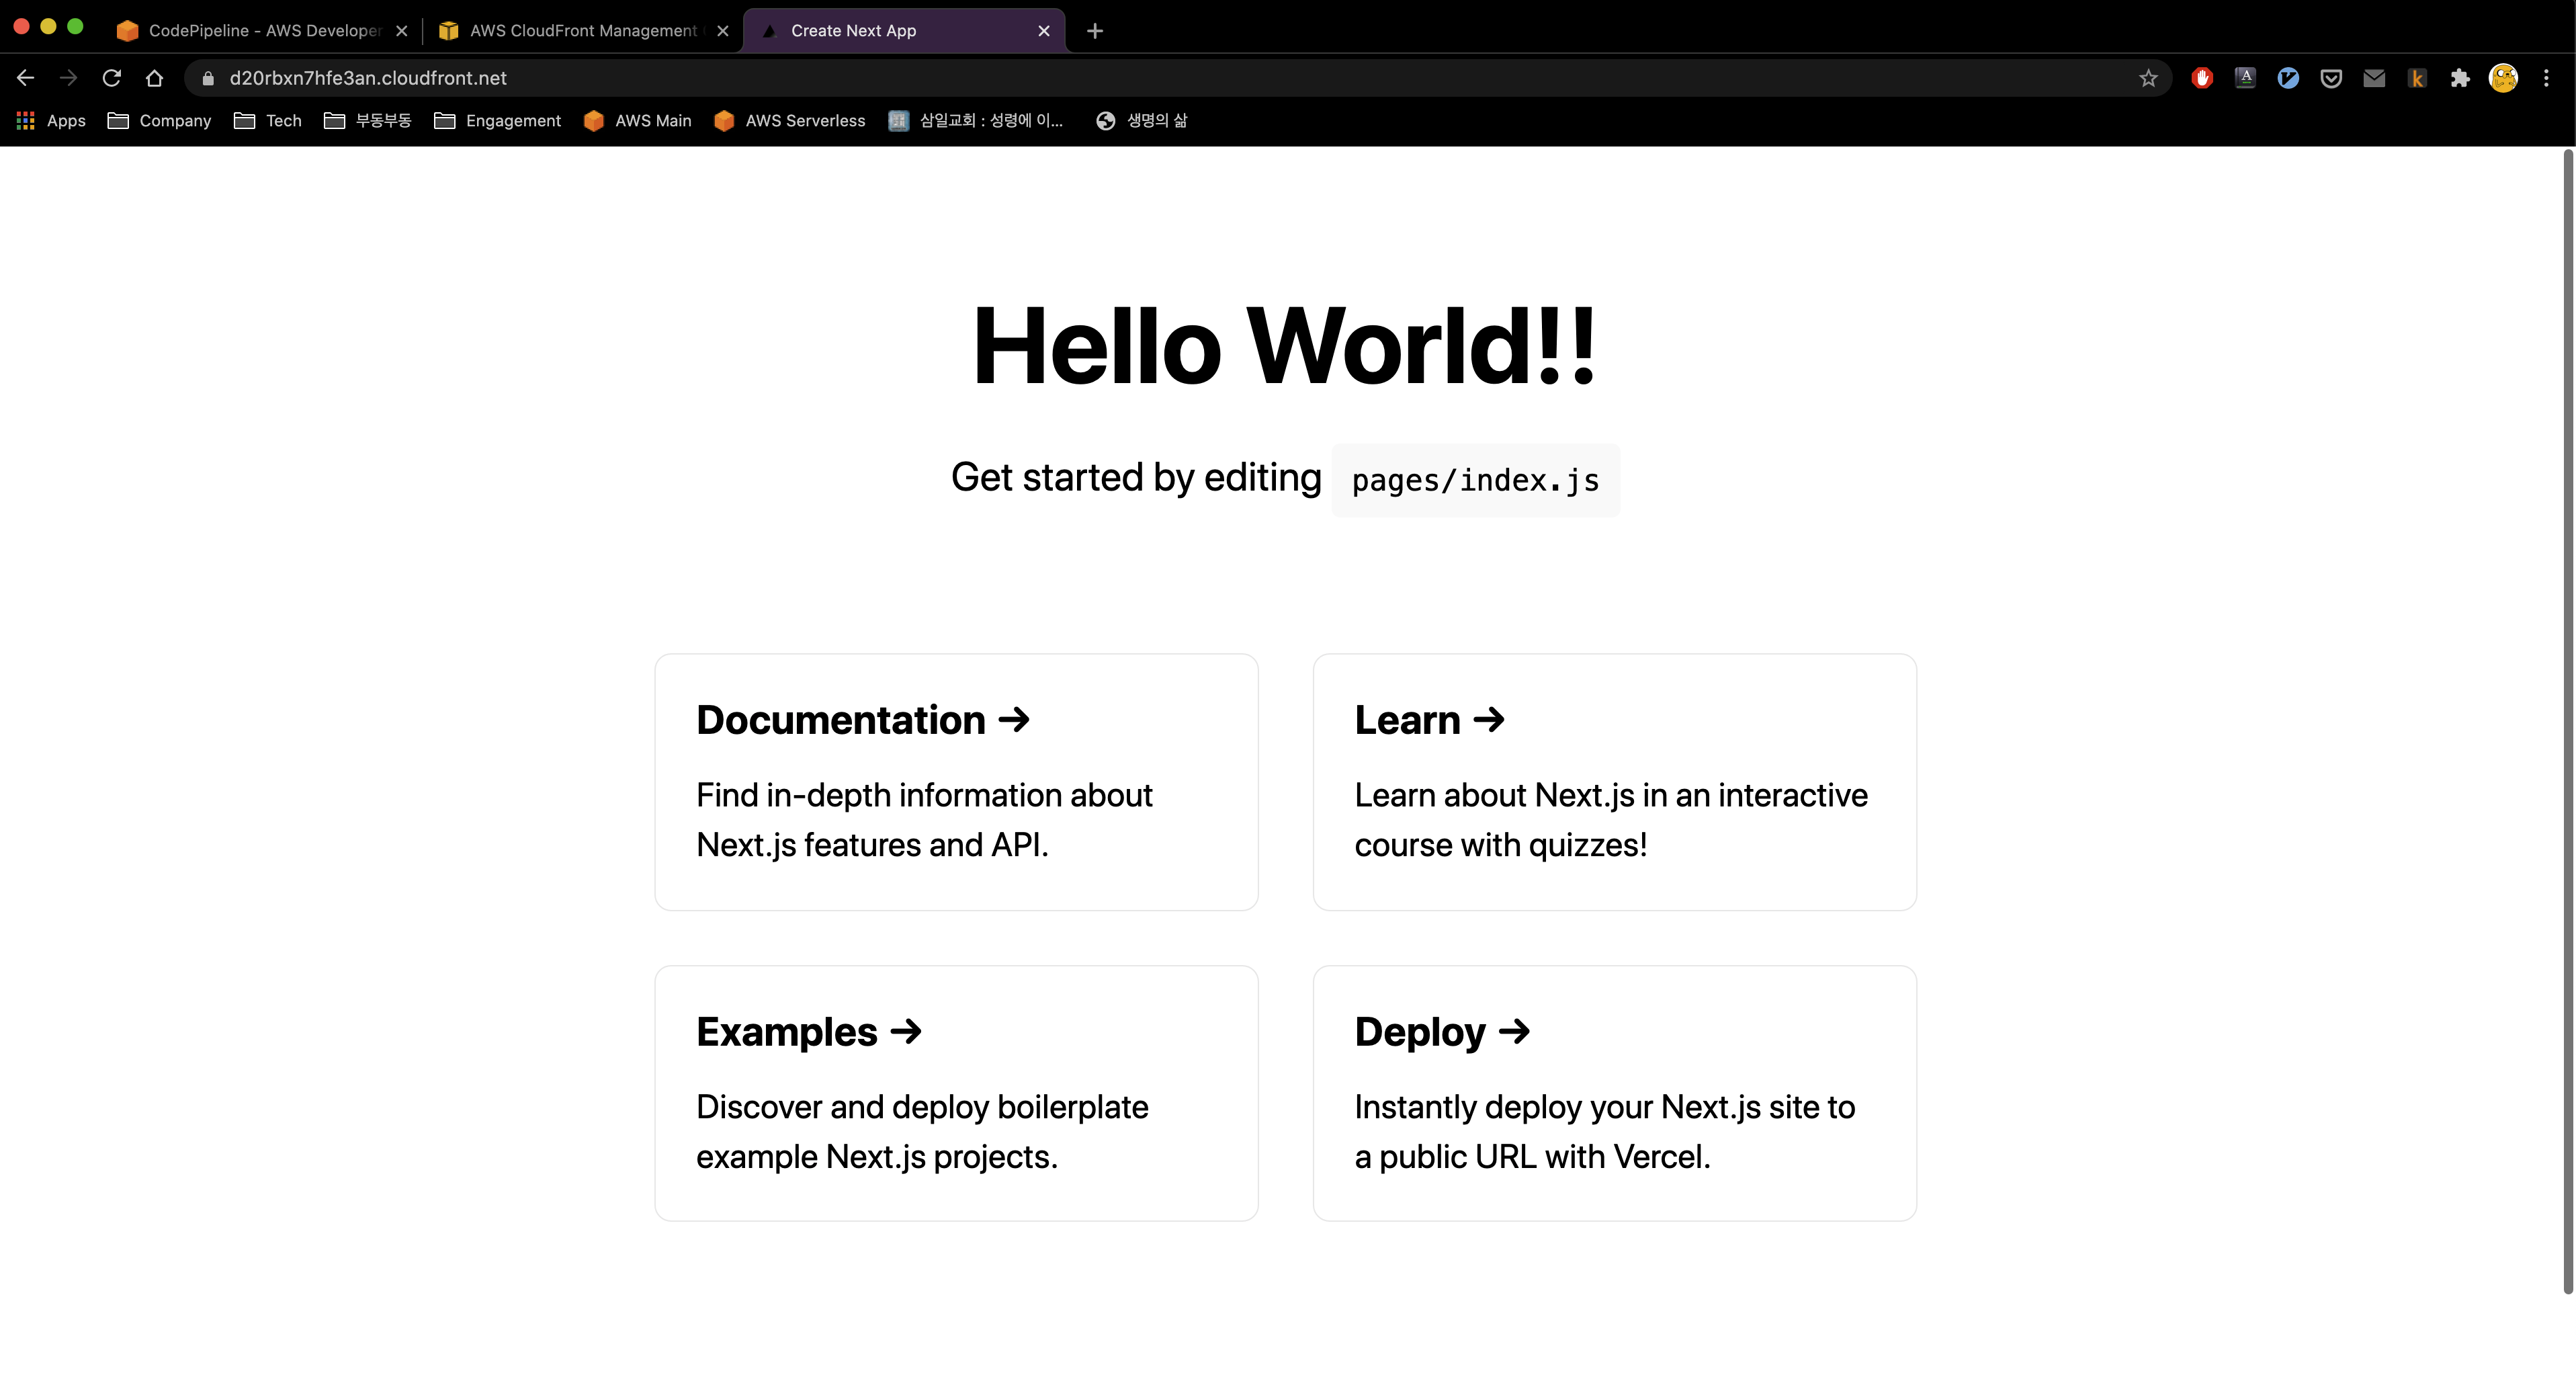 CodePipeline - AWS Developer
AWS CloudFront Management
Create Next App
d20rbxn7hfe3an.cloudfront.net
Apps
Company
Tech
부동부동
Engagement
AWS Main
AWS Serverless
삼일교회 : 성령에 이...
생명의 삶
Hello World!!
Get started by editing pages/index.js
Documentation →
Find in-depth information about
Next.js features and API.
Learn →
Learn about Next.js in an interactive
course with quizzes!
Examples →
Discover and deploy boilerplate
example Next.js projects.
Deploy →
Instantly deploy your Next.js site to
a public URL with Vercel.